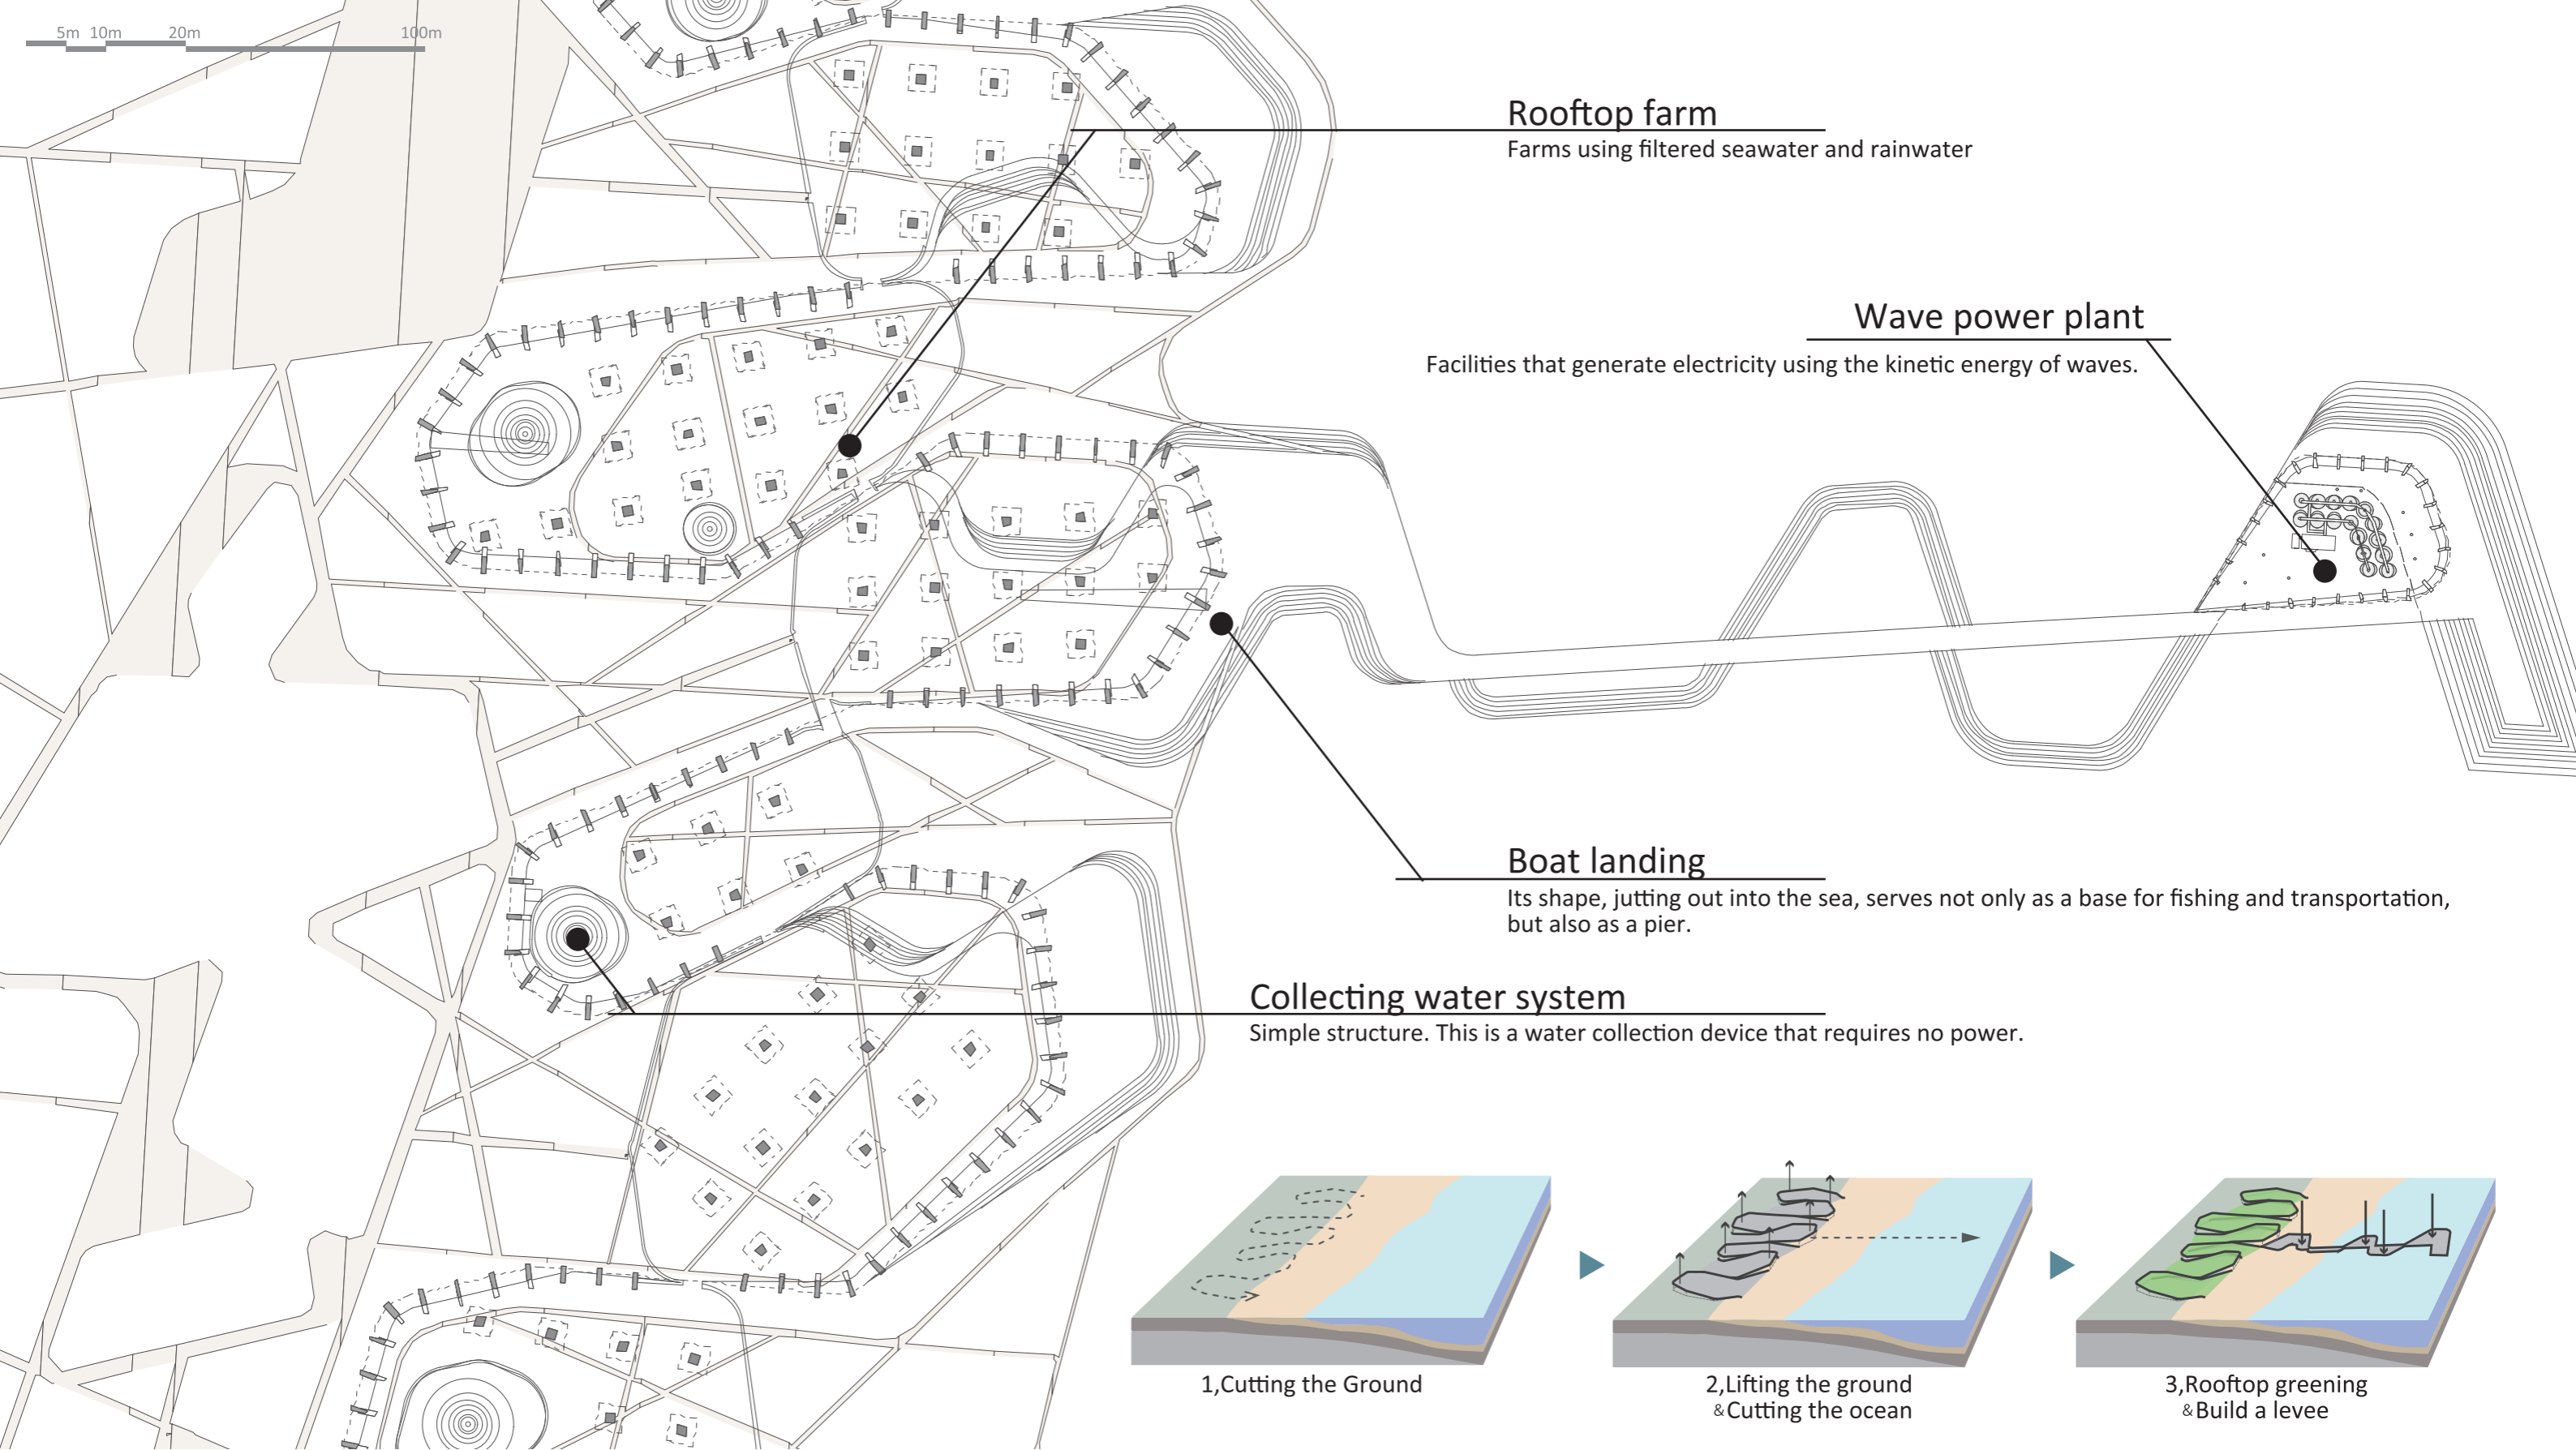 5m 10m 20m 100m
Rooftop farm
Farms using filtered seawater and rainwater
Wave power plant
Facilities that generate electricity using the kinetic energy of waves.
Boat landing
Its shape, jutting out into the sea, serves not only as a base for fishing and transportation,
but also as a pier.
Collecting water system
Simple structure. This is a water collection device that requires no power.
1,Cutting the Ground
2,Lifting the ground
&Cutting the ocean
3,Rooftop greening
&Build a levee